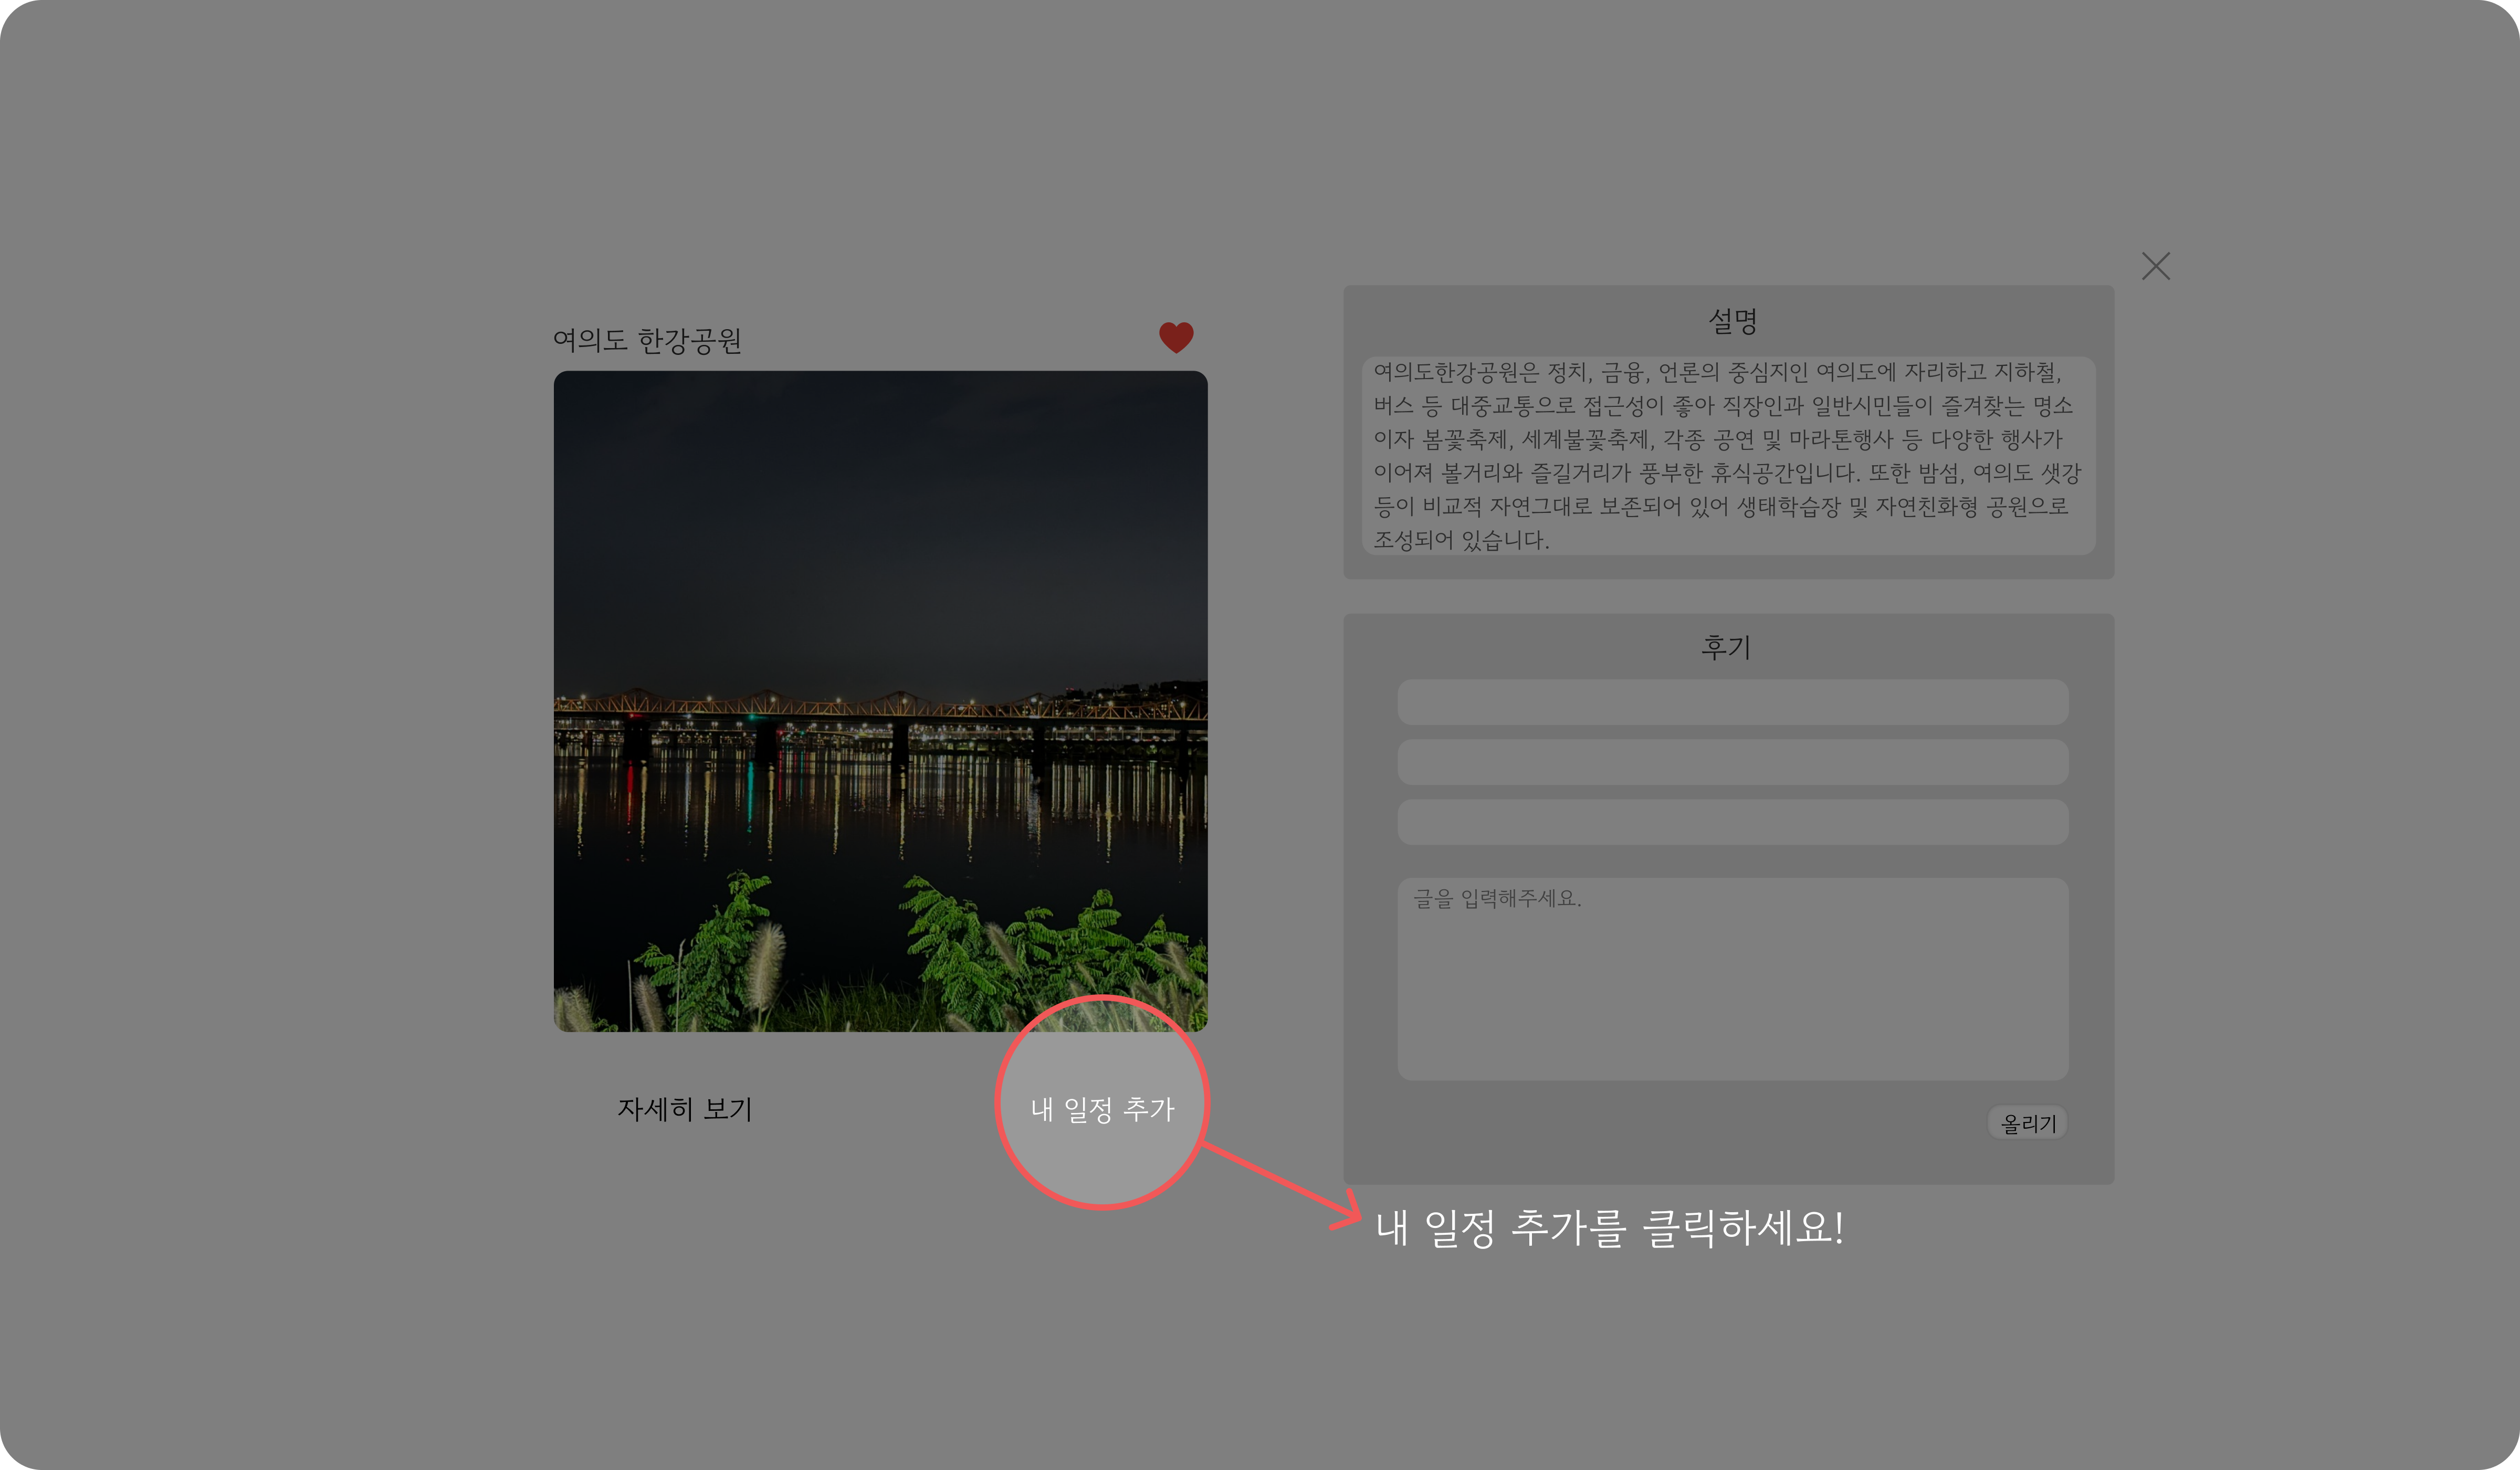 여의도 한강공원
자세히 보기
내 일정 추가
설명
여의도한강공원은 정치, 금융, 언론의 중심지인 여의도에 자리하고 지하철,
버스 등 대중교통으로 접근성이 좋아 직장인과 일반시민들이 즐겨찾는 명소
이자 봄꽃축제, 세계불꽃축제, 각종 공연 및 마라톤행사 등 다양한 행사가
이어져 볼거리와 즐길거리가 풍부한 휴식공간입니다. 또한 밤섬, 여의도 샛강
등이 비교적 자연그대로 보존되어 있어 생태학습장 및 자연친화형 공원으로
조성되어 있습니다.
후기
글을 입력해주세요.
올리기
내 일정 추가를 클릭하세요!